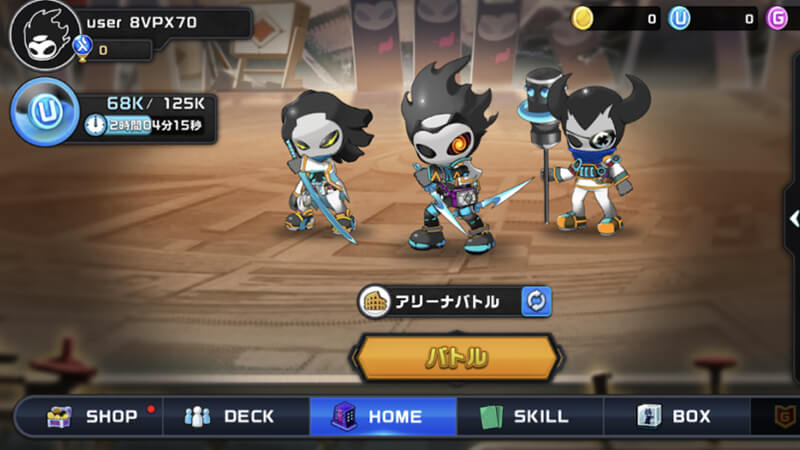 user 8VPX70
0
0
0
68K/ 125K
2時間04分15秒
アリーナバトル
バトル
SHOP
DECK
HOME
SKILL
BOX